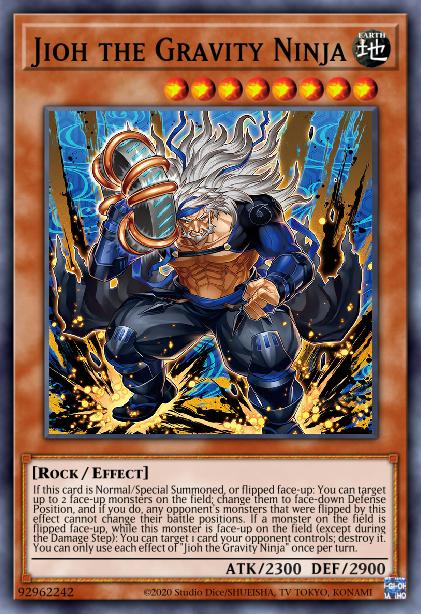 JIOH THE GRAVITY NINJA
EARTH
地
[ROCK / EFFECT]
If this card is Normal/Special Summoned, or flipped face-up: You can target
up to 2 face-up monsters on the field; change them to face-down Defense
Position, and if you do, any opponent's monsters that were flipped by this
effect cannot change their battle positions. If a monster on the field is
flipped face-up, while this monster is face-up on the field (except during
the Damage Step): You can target 1 card your opponent controls; destroy it.
You can only use each effect of "Jioh the Gravity Ninja" once per turn.
ATK/2300 DEF/2900
92962242
©2020 Studio Dice/SHUEISHA, TV TOKYO, KONAMI